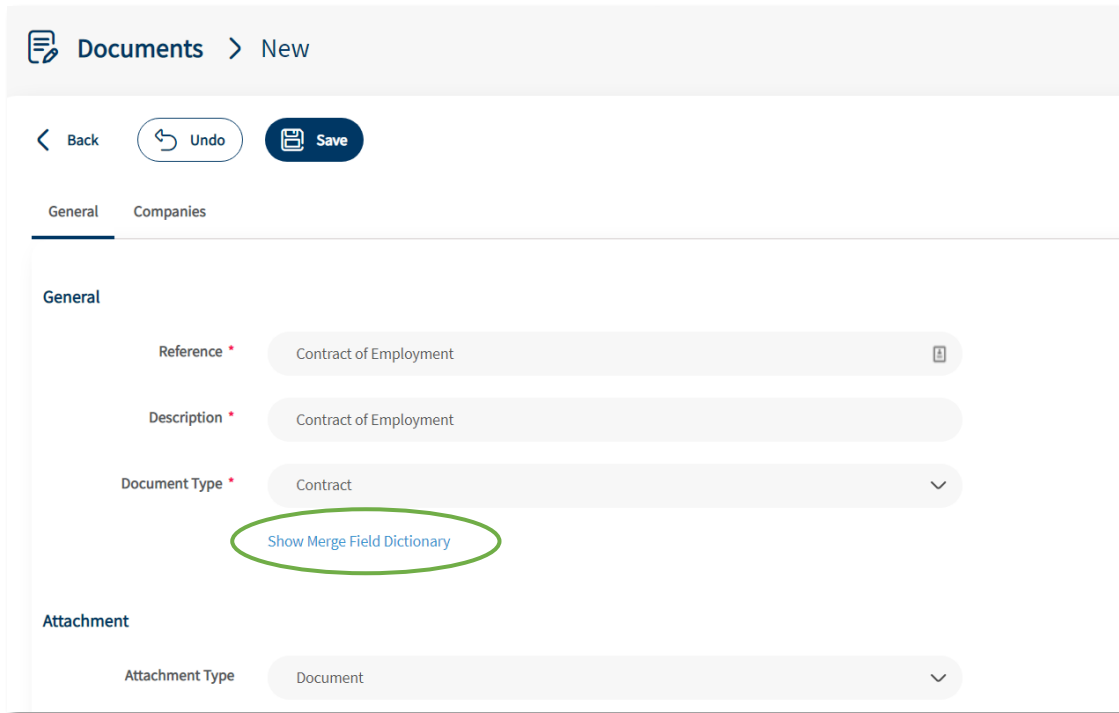 Documents > New
Back Undo Save
General Companies
General
Reference * Contract of Employment
Description * Contract of Employment
Document Type * Contract
Show Merge Field Dictionary
Attachment
Attachment Type Document